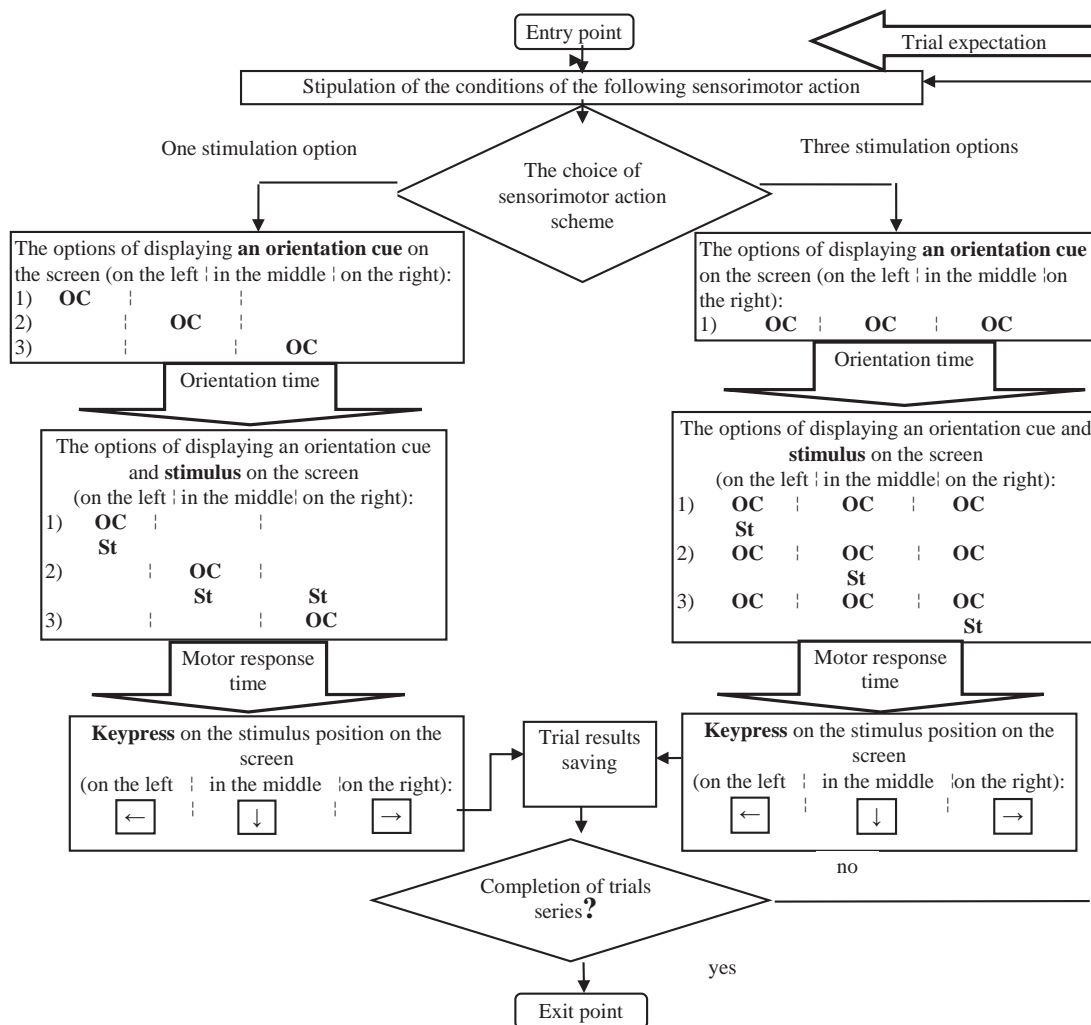 Entry point
Trial expectation
Stipulation of the conditions of the following sensorimotor action
One stimulation option
Three stimulation options
The choice of
sensorimotor action
scheme
The options of displaying an orientation cue on
the screen (on the left ¦ in the middle ¦ on the right):
1) OC ¦ ¦
2) ¦ OC ¦
3) ¦ ¦ OC
Orientation time
The options of displaying an orientation cue
and stimulus on the screen
(on the left ¦ in the middle¦ on the right):
1) OC ¦ ¦
St
2) ¦ OC ¦
St St
3) ¦ ¦ OC
Motor response
time
Keypress on the stimulus position on the
screen
(on the left ¦ in the middle ¦on the right):
← ¦ ↓ ¦ →
The options of displaying an orientation cue
on the screen (on the left ¦ in the middle ¦on
the right):
1) OC ¦ OC ¦ OC
Orientation time
The options of displaying an orientation cue and
stimulus on the screen
(on the left ¦ in the middle¦ on the right):
1) OC ¦ OC ¦ OC
St
2) OC ¦ OC ¦ OC
St
3) OC ¦ OC ¦ OC
St
Motor response
time
Keypress on the stimulus position on the
screen
(on the left ¦ in the middle ¦on the right):
← ¦ ↓ ¦ →
Trial results
saving
no
Completion of trials
series?
yes
Exit point